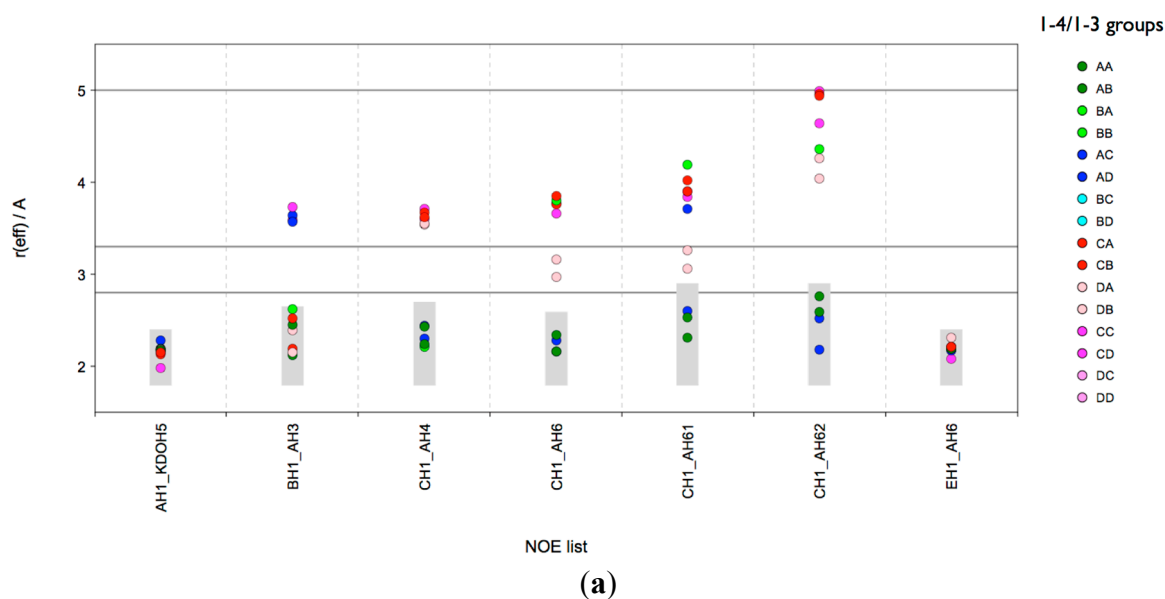 1-4/1-3 groups
AA
AB
BA
BB
AC
AD
BC
BD
CA
CB
DA
DB
CC
CD
DC
DD
r(eff) / A
5
4
3
2
AH1_KDOH5
BH1_AH3
CH1_AH4
CH1_AH6
CH1_AH61
CH1_AH62
EH1_AH6
NOE list
(a)